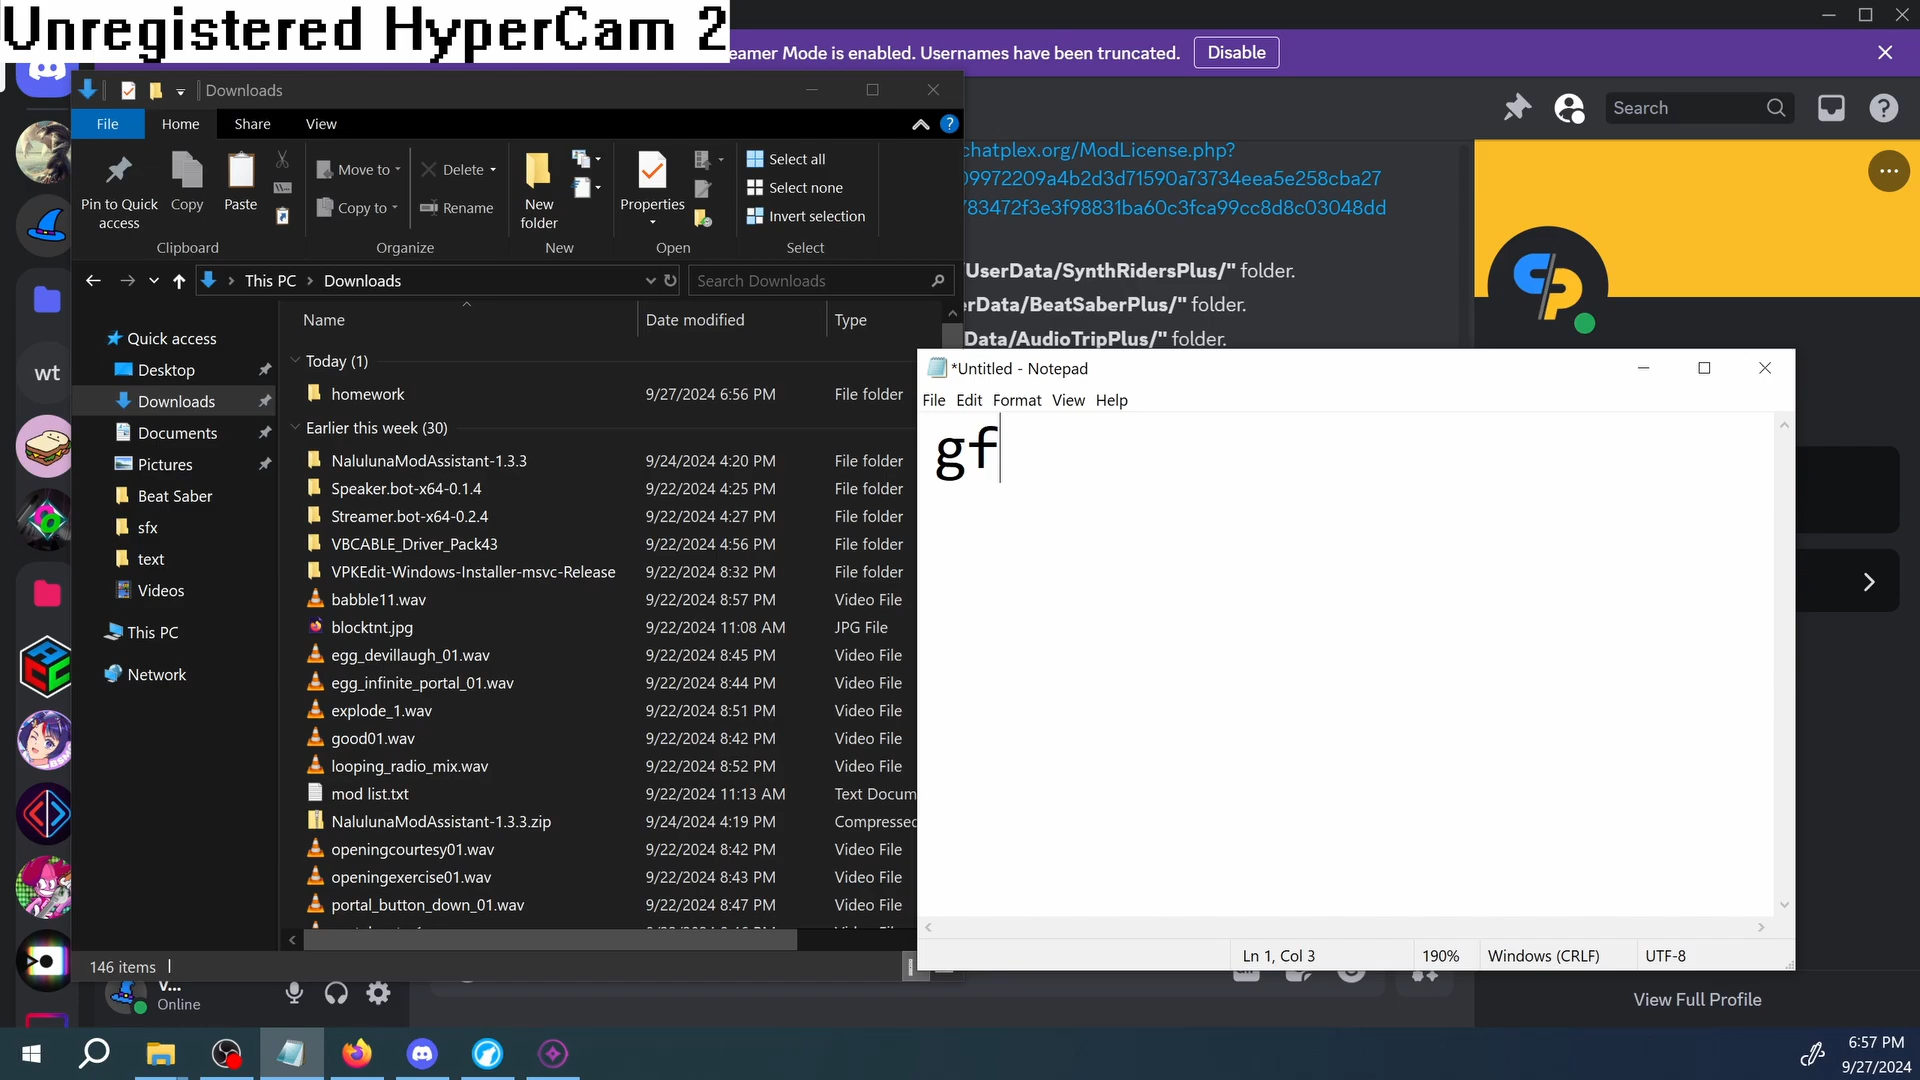 Unregistered HyperCam 2
eamer Mode is enabled. Usernames have been truncated.
Disable
Downloads
File
Home
Share
View
Search
Pin to Quick access
Copy
Paste
Move to
Copy to
Delete
Rename
New folder
Properties
Select all
Select none
Invert selection
Clipboard
Organize
New
Open
Select
This PC
Downloads
Search Downloads
chatplex.org/ModLicense.php?
09972209a4b2d3d71590a73734eea5e258cba27
783472f3e3f98831ba60c3fca99cc8d8c03048dd
UserData/SynthRidersPlus/" folder.
rData/BeatSaberPlus/" folder.
Data/AudioTripPlus/" folder.
Name
Date modified
Type
Quick access
Desktop
Downloads
Documents
Pictures
Beat Saber
sfx
text
Videos
This PC
Network
wt
Today (1)
homework 9/27/2024 6:56 PM File folder
Earlier this week (30)
NalulunaModAssistant-1.3.3 9/24/2024 4:20 PM File folder
Speaker.bot-x64-0.1.4 9/22/2024 4:25 PM File folder
Streamer.bot-x64-0.2.4 9/22/2024 4:27 PM File folder
VBCABLE_Driver_Pack43 9/22/2024 4:56 PM File folder
VPKEdit-Windows-Installer-msvc-Release 9/22/2024 8:32 PM File folder
babble11.wav 9/22/2024 8:57 PM Video File
blocktnt.jpg 9/22/2024 11:08 AM JPG File
egg_devillaugh_01.wav 9/22/2024 8:45 PM Video File
egg_infinite_portal_01.wav 9/22/2024 8:44 PM Video File
explode_1.wav 9/22/2024 8:51 PM Video File
good01.wav 9/22/2024 8:42 PM Video File
looping_radio_mix.wav 9/22/2024 8:52 PM Video File
mod list.txt 9/22/2024 11:13 AM Text Docum
NalulunaModAssistant-1.3.3.zip 9/24/2024 4:19 PM Compressed
openingcourtesy01.wav 9/22/2024 8:42 PM Video File
openingexercise01.wav 9/22/2024 8:43 PM Video File
portal_button_down_01.wav 9/22/2024 8:47 PM Video File
146 items
*Untitled - Notepad
File Edit Format View Help
gf
Ln 1, Col 3
190%
Windows (CRLF)
UTF-8
V...
Online
View Full Profile
6:57 PM
9/27/2024